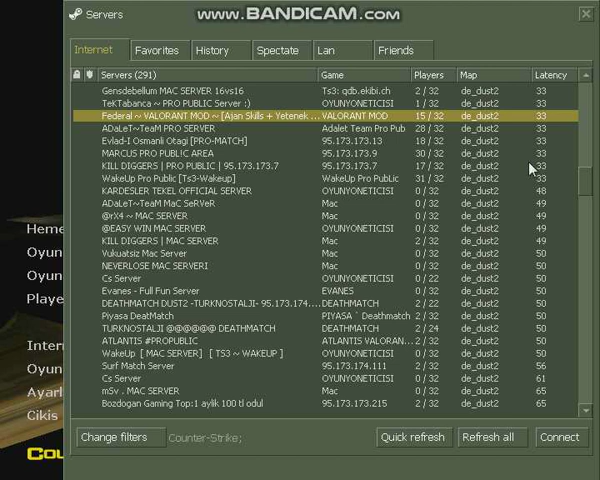 Servers
www.BANDICAM.com
Internet Favorites History Spectate Lan Friends
Servers (291) Game Players Map Latency
Gensdebellum MAC SERVER 16vs16 Ts3: qdb.ekibi.ch 2 / 32 de_dust2 33
TeKTabanca ~ PRO PUBLIC Server :) OYUNYONETICISI 0 / 32 de_dust2 33
Federal ~ VALORANT MOD ~ [Ajan Skills + Yetenek ... VALORANT MOD 15 / 32 de_dust2 33
ADaLeT~TeaM PRO SERVER Adalet Team Pro Pub 28 / 32 de_dust2 33
Evlad-I Osmanli Otagi [PRO-MATCH] 95.173.173.13 18 / 32 de_dust2 33
MARCUS PRO PUBLIC AREA 95.173.173.9 30 / 32 de_dust2 33
KILL DIGGERS | PRO PUBLIC | 95.173.173.7 95.173.173.7 17 / 32 de_dust2 33
WakeUp Pro Public [Ts3-Wakeup] WakeUp Pro PubLic 31 / 32 de_dust2 33
KARDESLER TEKEL OFFICIAL SERVER OYUNYONETICISI 0 / 32 de_dust2 48
ADaLeT~TeaM MAC SeRVeR Mac 0 / 32 de_dust2 49
@rX4 ~ MAC SERVER Mac 0 / 32 de_dust2 49
@EASY WIN MAC SERVER OYUNYONETICISI 0 / 32 de_dust2 49
KILL DIGGERS | MAC SERVER Mac 2 / 32 de_dust2 49
Vukuatsiz Mac Server Mac 0 / 32 de_dust2 50
NEVERLOSE MAC SERVERI Mac 0 / 32 de_dust2 50
Cs Server OYUNYONETICISI 0 / 22 de_dust2 50
Evanes - Full Fun Server EVANES 0 / 32 de_dust2 50
DEATHMATCH DUST2 -TURKNOSTALJI- 95.173.174.... DEATHMATCH 2 / 22 de_dust2 50
Piyasa DeatMatch PIYASA ` Deathmatch 0 / 32 de_dust2 50
TURKNOSTALJI @@@@@@ DEATHMATCH DEATHMATCH 2 / 24 de_dust2 50
ATLANTIS #PROPUBLIC ATLANTIS VALORAN... 2 / 32 de_dust2 50
WakeUp [ MAC SERVER] [ TS3 ~ WAKEUP ] OYUNYONETICISI 0 / 32 de_dust2 50
Surf Match Server 95.173.174.111 2 / 32 de_dust2 56
Cs Server OYUNYONETICISI 0 / 32 de_dust2 61
mSv . MAC SERVER Mac 0 / 32 de_dust2 65
Bozdogan Gaming Top:1 aylik 100 tl odul 95.173.173.215 2 / 32 de_dust2 65
Change filters Counter-Strike; Quick refresh Refresh all Connect
Heme
Oyun
Oyun
Playe
Interr
Oyun
Ayarl
Cikis
Cou